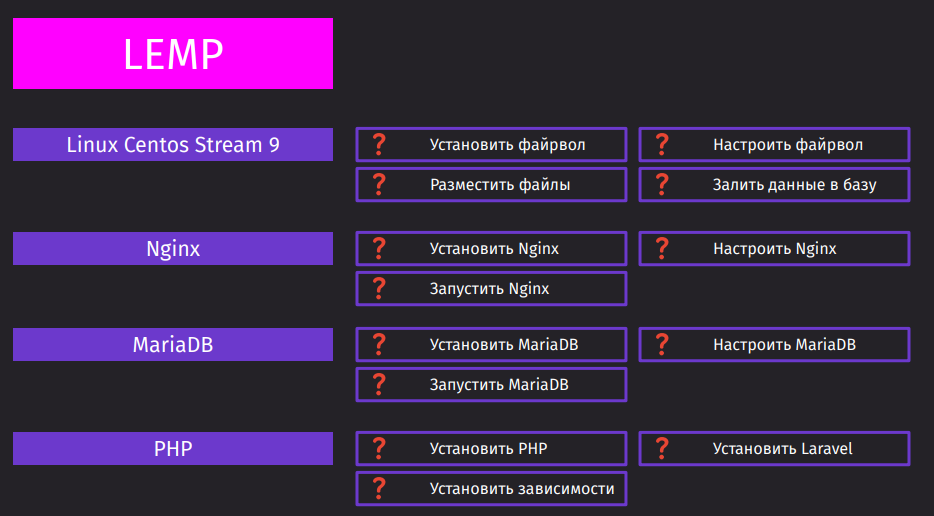 LEMP
Linux Centos Stream 9
❓ Установить файрвол
❓ Настроить файрвол
❓ Разместить файлы
❓ Залить данные в базу
Nginx
❓ Установить Nginx
❓ Настроить Nginx
❓ Запустить Nginx
MariaDB
❓ Установить MariaDB
❓ Настроить MariaDB
❓ Запустить MariaDB
PHP
❓ Установить PHP
❓ Установить Laravel
❓ Установить зависимости